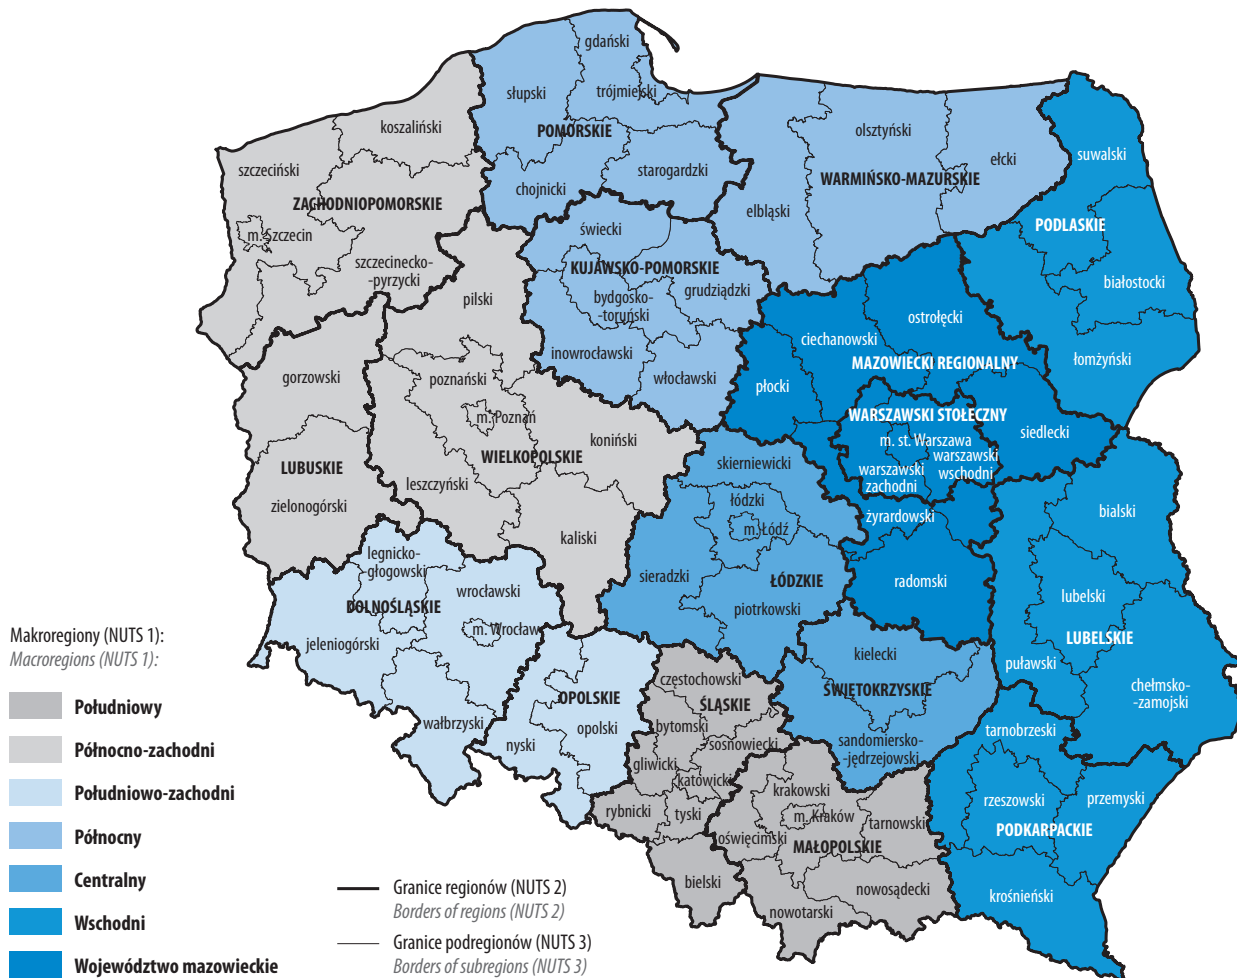 gdański
słupski
trójmiejski
koszaliński
POMORSKIE
olsztyński
szczeciński
starogardzki
ełcki
suwalski
chojnicki
WARMIŃSKO-MAZURSKIE
ZACHODNIOPOMORSKIE
elbląski
m. Szczecin
świecki
PODLASKIE
szczecinecko-
-pyrzycki
KUJAWSKO-POMORSKIE
grudziądzki
białostocki
pilski
bydgosko-
-toruński
ostrołęcki
ciechanowski
inowrocławski
MAZOWIECKI REGIONALNY
łomżyński
gorzowski
poznański
włocławski
płocki
m. Poznań
WARSZAWSKI STOŁECZNY
koniński
m. st. Warszawa
siedlecki
LUBUSKIE
WIELKOPOLSKIE
skierniewicki
warszawski
wschodni
warszawski
zachodni
leszczyński
zielonogórski
łódzki
żyrardowski
bialski
m. Łódź
kaliski
legnicko-
-głogowski
sieradzki
ŁÓDZKIE
radomski
lubelski
wrocławski
DOLNOŚLĄSKIE
piotrkowski
m. Wrocław
LUBELSKIE
jeleniogórski
kielecki
puławski
częstochowski
chełmsko-
-zamojski
OPOLSKIE
ŚLĄSKIE
ŚWIĘTOKRZYSKIE
wałbrzyski
opolski
bytomski
nyski
sosnowiecki
sandomiersko-
-jędrzejowski
tarnobrzeski
gliwicki
katowicki
krakowski
rzeszowski
przemyski
rybnicki
tyski
m. Kraków
tarnowski
PODKARPACKIE
oświęcimski
MAŁOPOLSKIE
bielski
nowosądecki
krośnieński
nowotarski
Makroregiony (NUTS 1):
Macroregions (NUTS 1):
Południowy
Północno-zachodni
Południowo-zachodni
Północny
Centralny
Wschodni
Województwo mazowieckie
Granice regionów (NUTS 2)
Borders of regions (NUTS 2)
Granice podregionów (NUTS 3)
Borders of subregions (NUTS 3)